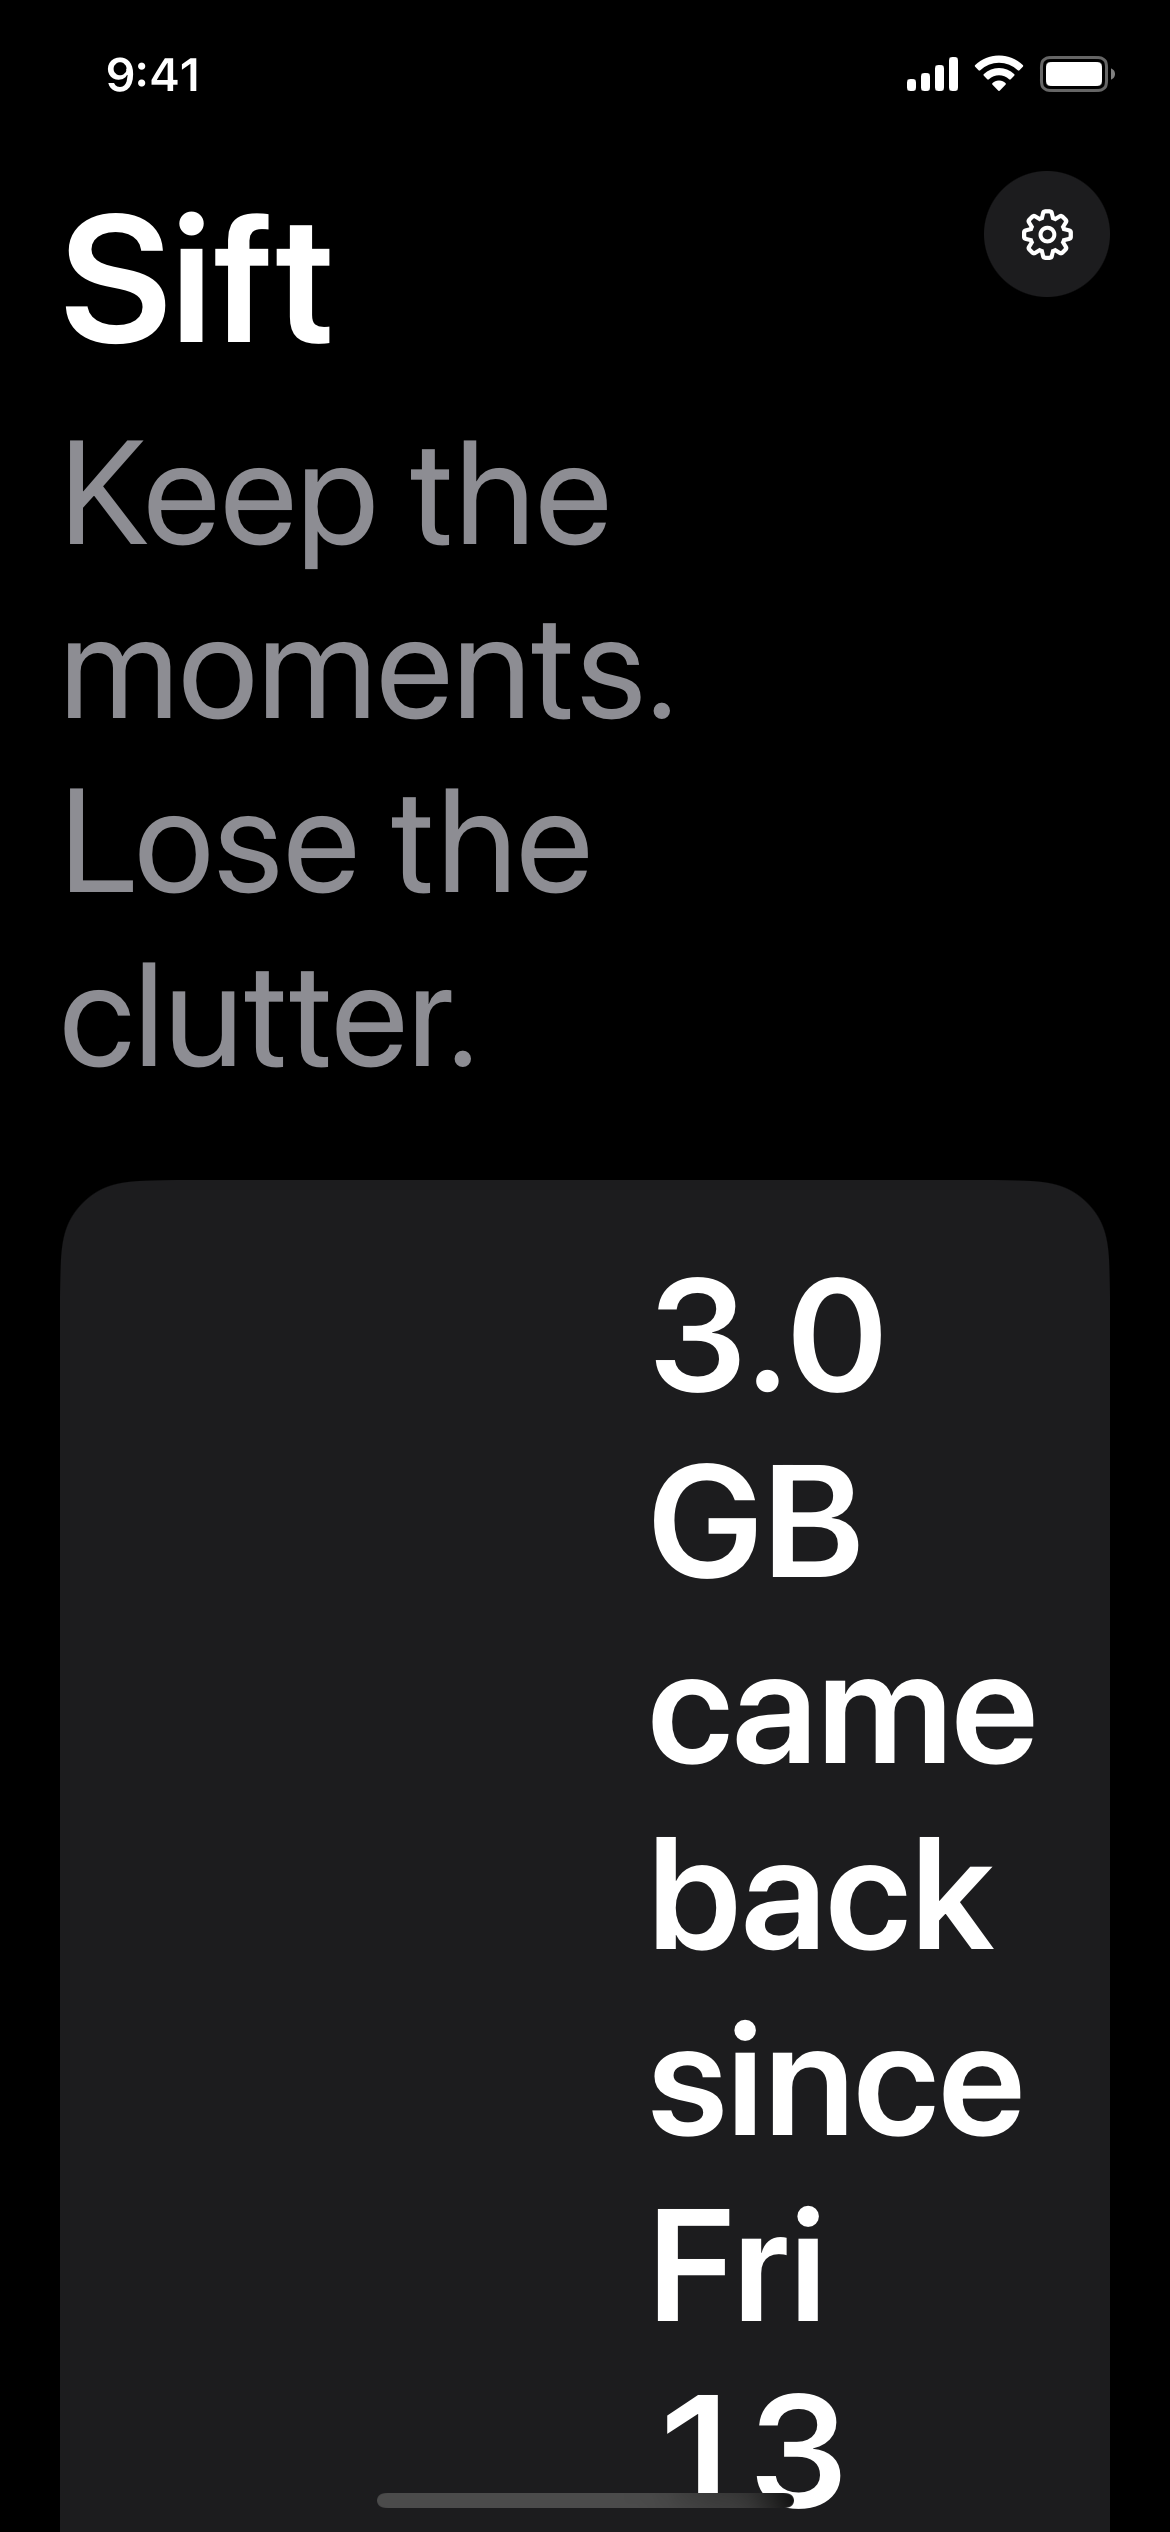 9:41
Sift
Keep the
moments.
Lose the
clutter.
3.0
GB
came
back
since
Fri
13